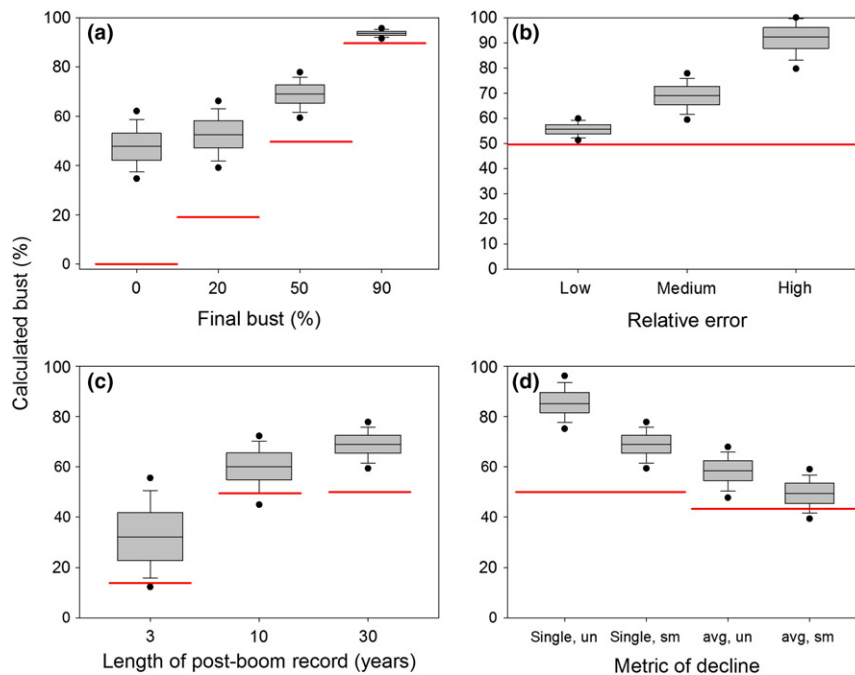 Calculated bust (%)
(a)
100
80
60
40
20
0
0 20 50 90
Final bust (%)
(b)
100
90
80
70
60
50
40
30
20
10
0
Low Medium High
Relative error
(c)
100
80
60
40
20
0
3 10 30
Length of post-boom record (years)
(d)
100
80
60
40
20
0
Single, un Single, sm avg, un avg, sm
Metric of decline